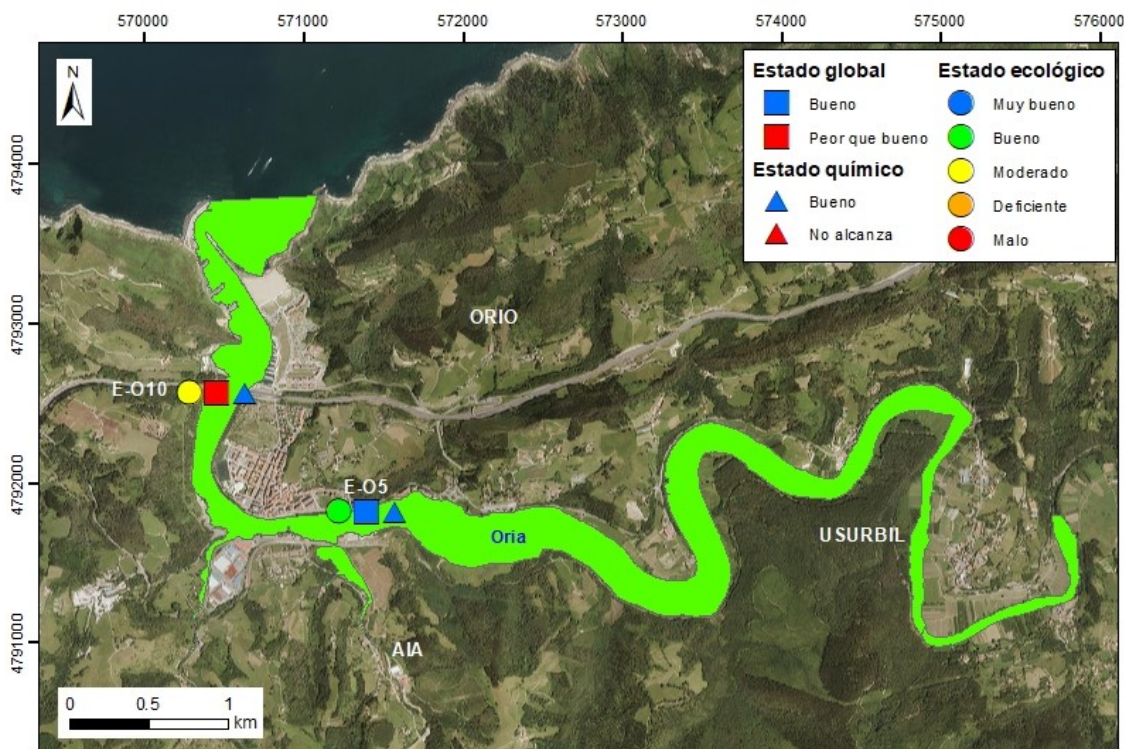 570000 571000 572000 573000 574000 575000 576000
4794000
4793000
4792000
4791000
N
Estado global
Bueno
Peor que bueno
Estado químico
Bueno
No alcanza
Estado ecológico
Muy bueno
Bueno
Moderado
Deficiente
Malo
ORIO
E-O10
E-O5
Oria
USURBIL
AIA
0 0.5 1
km